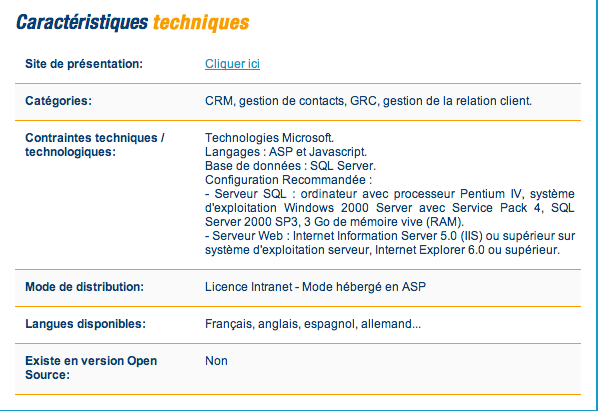 Caractéristiques techniques
Site de présentation: Cliquer ici
Catégories: CRM, gestion de contacts, GRC, gestion de la relation client.
Contraintes techniques / Technologies Microsoft.
technologiques: Langages : ASP et Javascript.
Base de données : SQL Server.
Configuration Recommandée :
- Serveur SQL : ordinateur avec processeur Pentium IV, système
d'exploitation Windows 2000 Server avec Service Pack 4, SQL
Server 2000 SP3, 3 Go de mémoire vive (RAM).
- Serveur Web : Internet Information Server 5.0 (IIS) ou supérieur sur
système d'exploitation serveur, Internet Explorer 6.0 ou supérieur.
Mode de distribution: Licence Intranet - Mode hébergé en ASP
Langues disponibles: Français, anglais, espagnol, allemand...
Existe en version Open Non
Source: